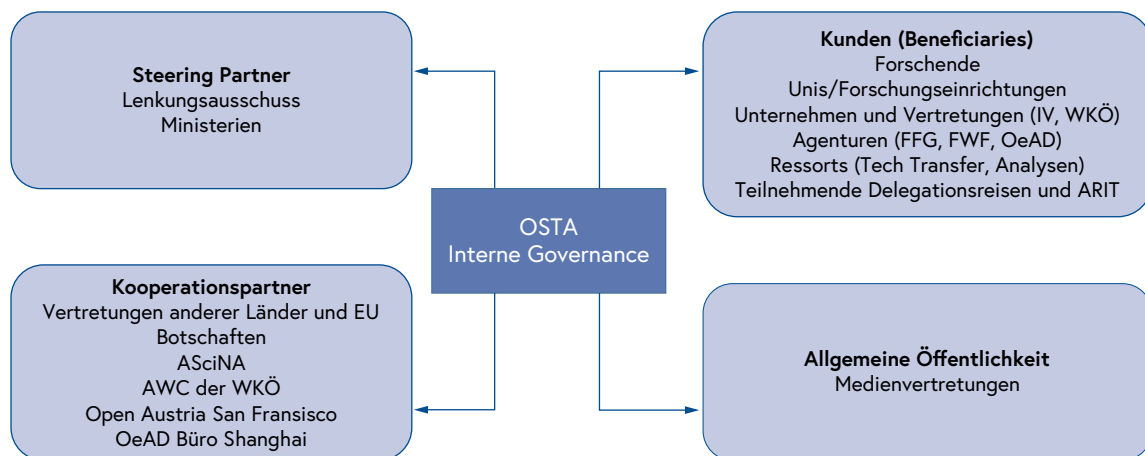 Steering Partner
Lenkungsausschuss
Ministerien
Kunden (Beneficiaries)
Forschende
Unis/Forschungseinrichtungen
Unternehmen und Vertretungen (IV, WKÖ)
Agenturen (FFG, FWF, OeAD)
Ressorts (Tech Transfer, Analysen)
Teilnehmende Delegationsreisen und ARIT
OSTA
Interne Governance
Kooperationspartner
Vertretungen anderer Länder und EU
Botschaften
ASciNA
AWC der WKÖ
Open Austria San Fransisco
OeAD Büro Shanghai
Allgemeine Öffentlichkeit
Medienvertretungen